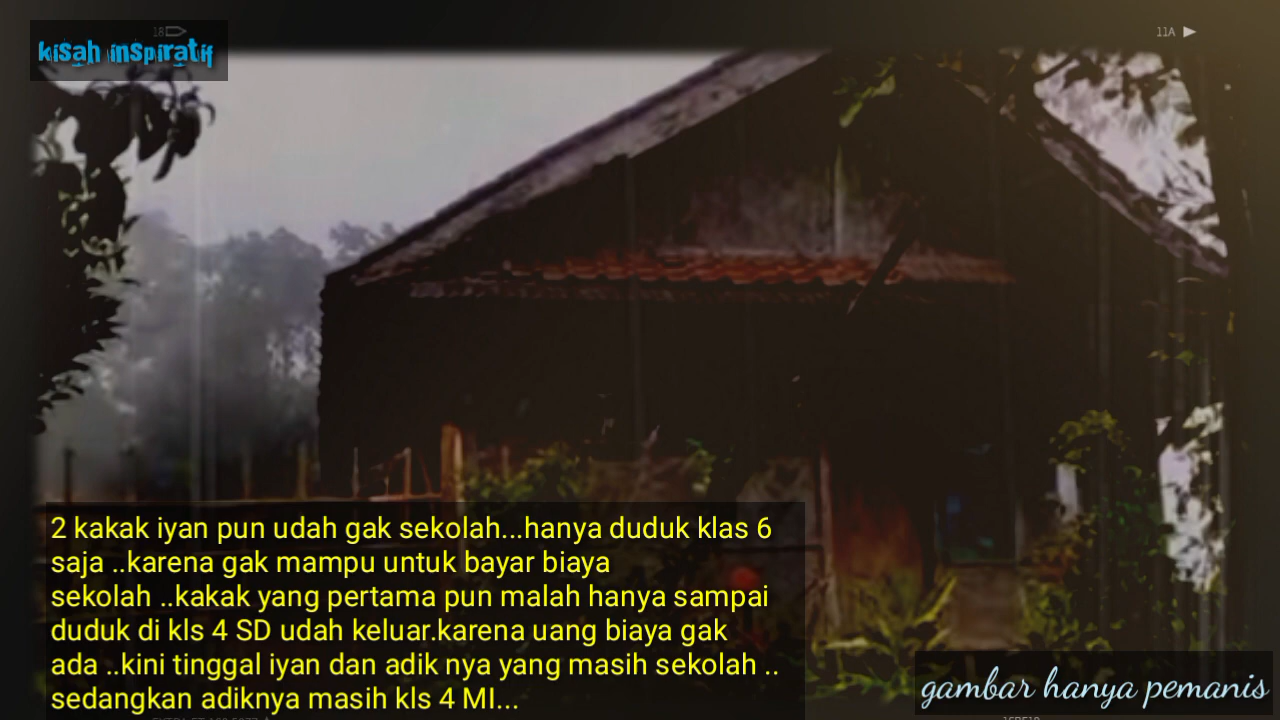 18
11A
kisah inspiratif
2 kakak iyan pun udah gak sekolah...hanya duduk klas 6
saja ..karena gak mampu untuk bayar biaya
sekolah ..kakak yang pertama pun malah hanya sampai
duduk di kls 4 SD udah keluar.karena uang biaya gak
ada ..kini tinggal iyan dan adik nya yang masih sekolah ..
sedangkan adiknya masih kls 4 MI...
gambar hanya pemanis